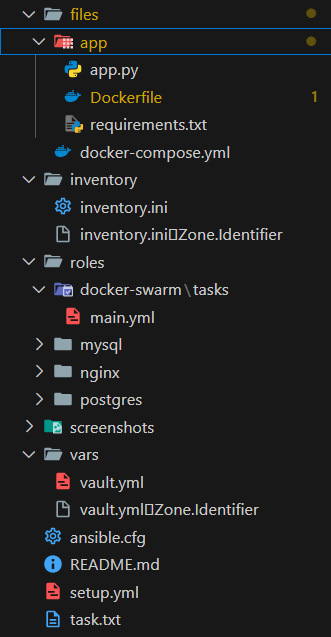 files
app
app.py
Dockerfile 1
requirements.txt
docker-compose.yml
inventory
inventory.ini
inventory.ini▯Zone.Identifier
roles
docker-swarm\tasks
main.yml
mysql
nginx
postgres
screenshots
vars
vault.yml
vault.yml▯Zone.Identifier
ansible.cfg
README.md
setup.yml
task.txt